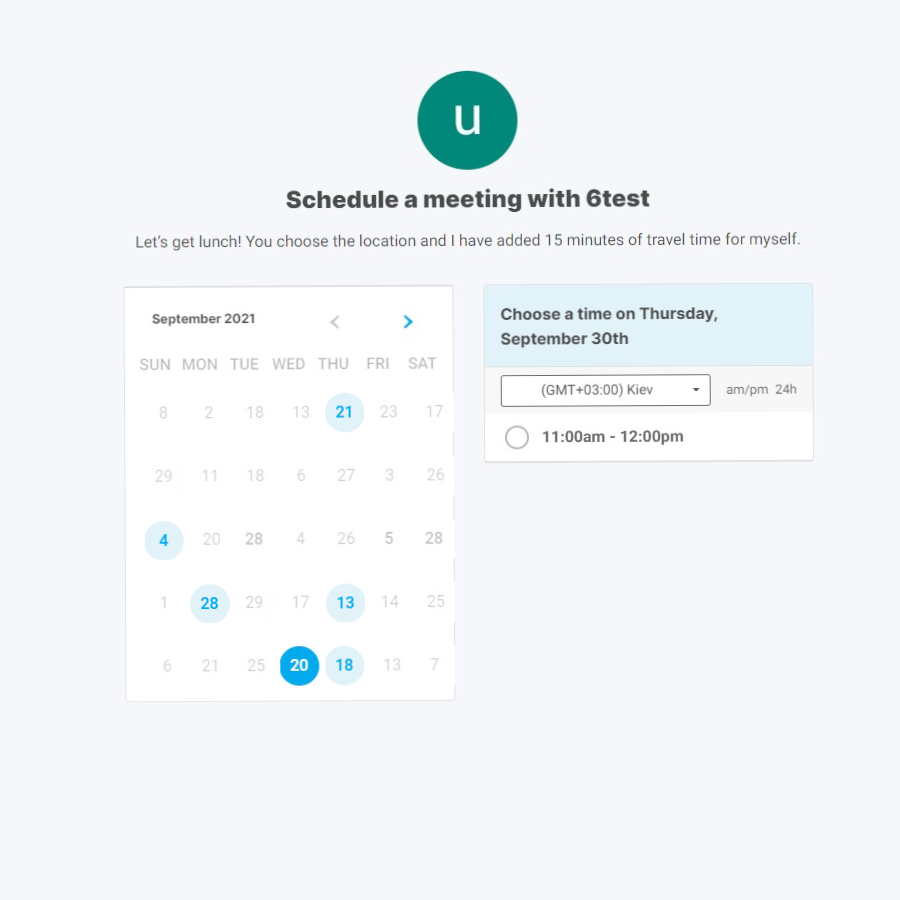 u
Schedule a meeting with 6test
Let's get lunch! You choose the location and I have added 15 minutes of travel time for myself.
September 2021
SUN MON TUE WED THU FRI SAT
8 2 18 13 21 23 17
29 11 18 6 27 3 26
4 20 28 4 26 5 28
1 28 29 17 13 14 25
6 21 25 20 18 13 7
Choose a time on Thursday,
September 30th
(GMT+03:00) Kiev am/pm 24h
11:00am - 12:00pm